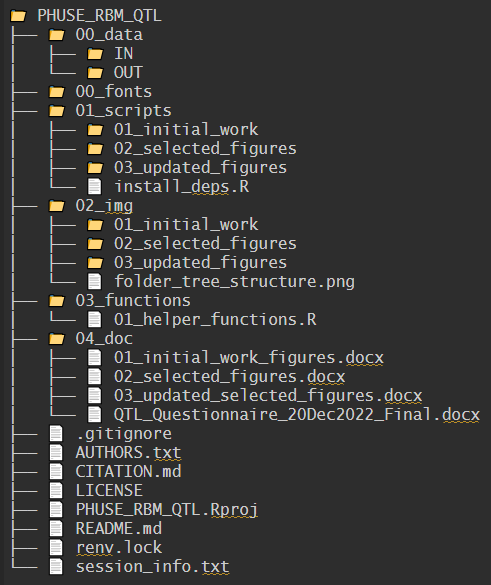 PHUSE_RBM_QTL
00_data
IN
OUT
00_fonts
01_scripts
01_initial_work
02_selected_figures
03_updated_figures
install_deps.R
02_img
01_initial_work
02_selected_figures
03_updated_figures
folder_tree_structure.png
03_functions
01_helper_functions.R
04_doc
01_initial_work_figures.docx
02_selected_figures.docx
03_updated_selected_figures.docx
QTL_Questionnaire_20Dec2022_Final.docx
.gitignore
AUTHORS.txt
CITATION.md
LICENSE
PHUSE_RBM_QTL.Rproj
README.md
renv.lock
session_info.txt